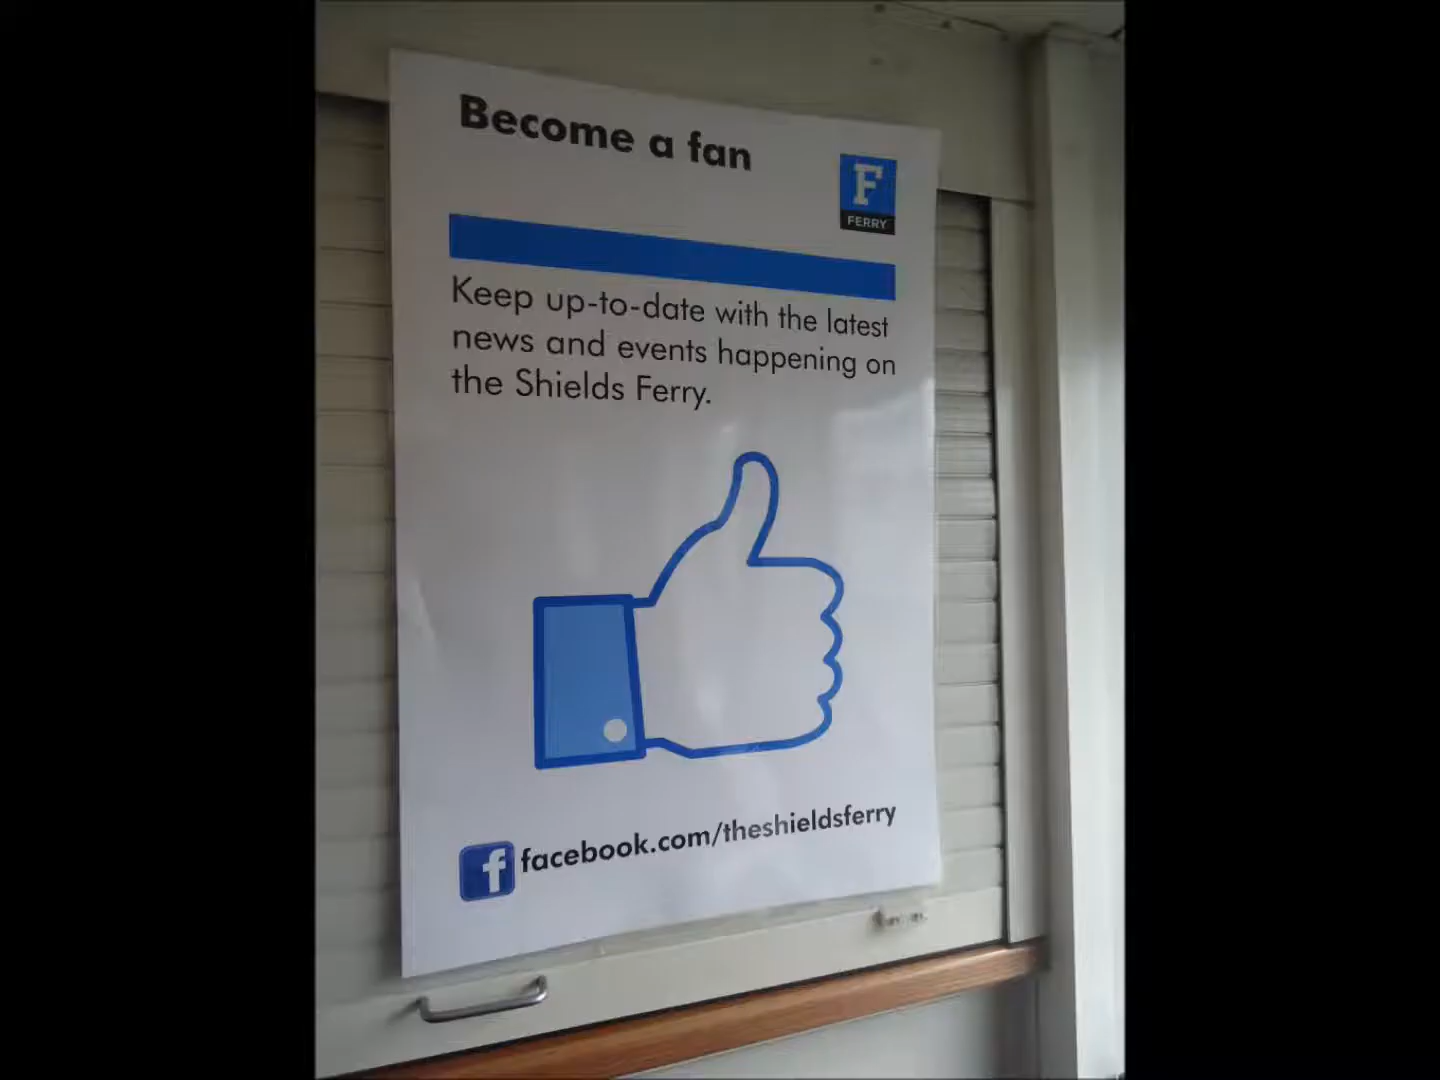 Become a fan
F
FERRY
Keep up-to-date with the latest
news and events happening on
the Shields Ferry.
f facebook.com/theshieldsferry